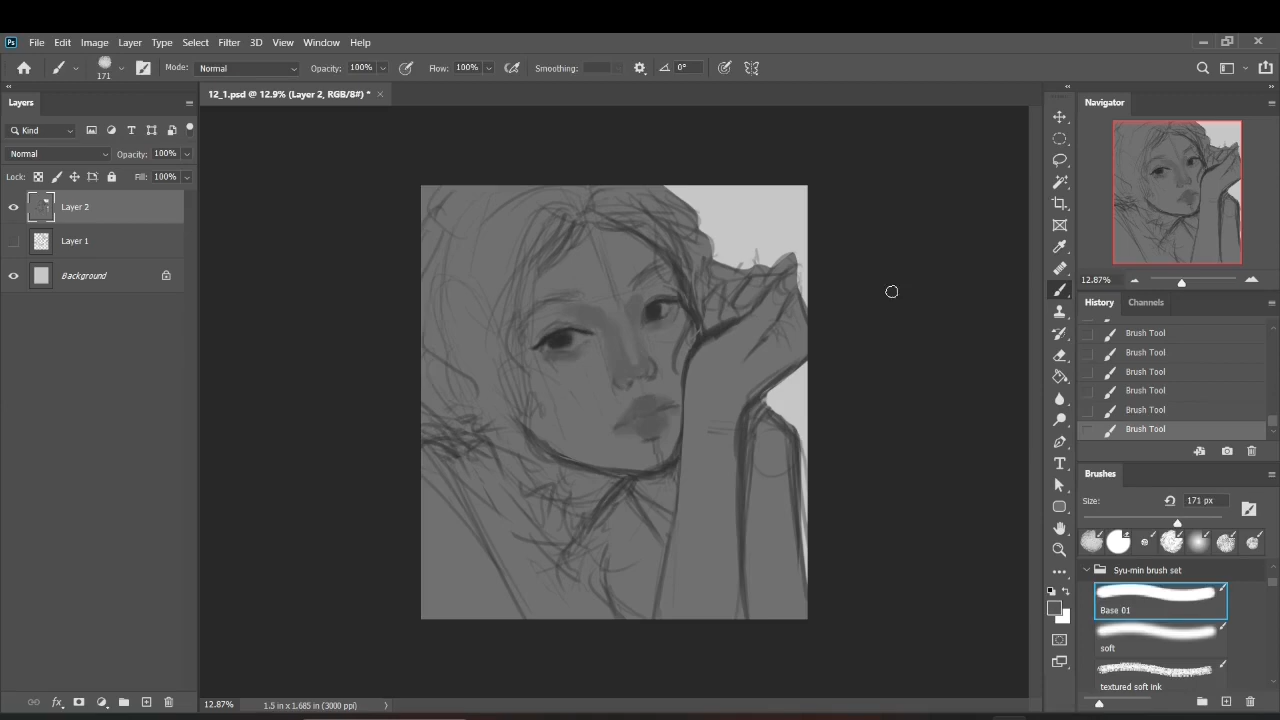 Ps File Edit Image Layer Type Select Filter 3D View Window Help
171 Mode: Normal Opacity: 100% Flow: 100% Smoothing: 0°
Layers
12_1.psd @ 12.9% (Layer 2, RGB/8#) *
Kind
Normal Opacity: 100%
Lock: Fill: 100%
Layer 2
Layer 1
Background
12.87% 1.5 in x 1.685 in (3000 ppi)
Navigator
12.87%
History Channels
Brush Tool
Brush Tool
Brush Tool
Brush Tool
Brush Tool
Brush Tool
Brushes
Size: 171 px
Syu-min brush set
Base 01
soft
textured soft ink